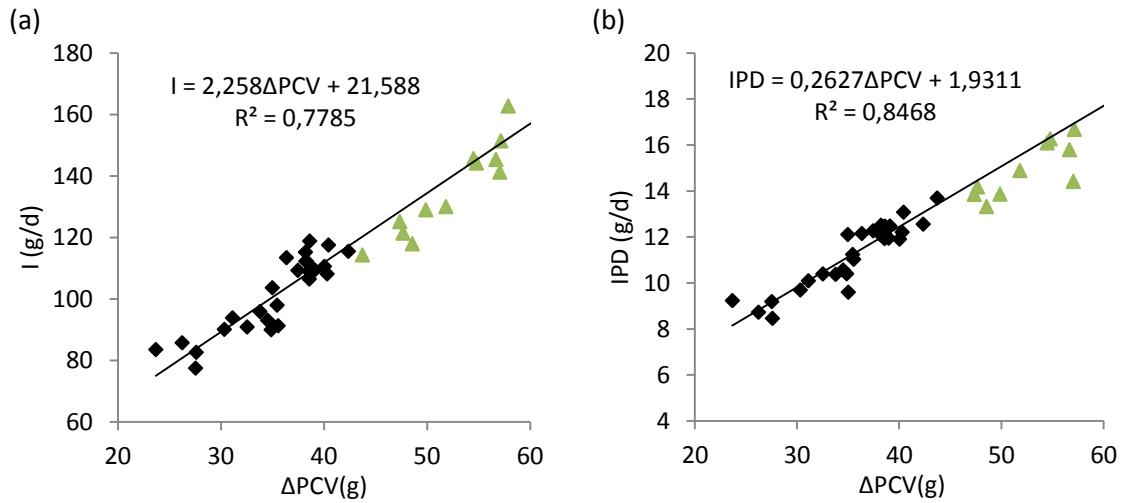 (a)
180
160
140
120
100
80
60
I (g/d)
I = 2,258ΔPCV + 21,588
R² = 0,7785
20 30 40 50 60
ΔPCV(g)
(b)
20
18
16
14
12
10
8
6
4
IPD (g/d)
IPD = 0,2627ΔPCV + 1,9311
R² = 0,8468
20 30 40 50 60
ΔPCV(g)